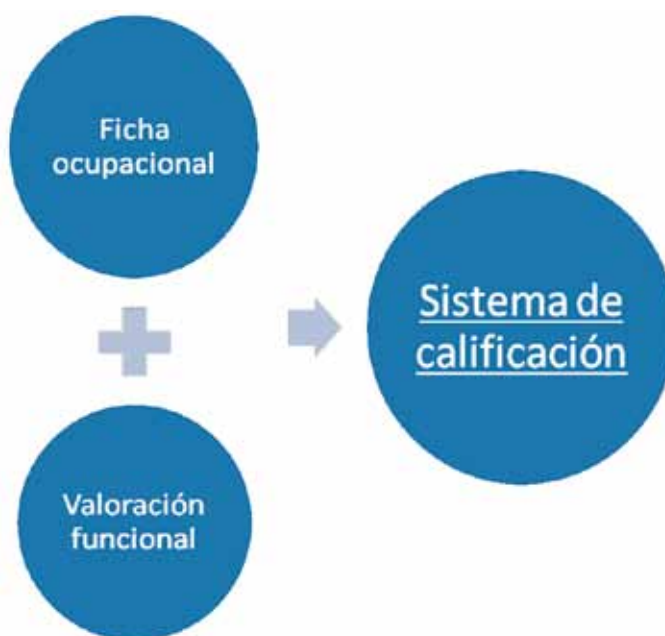 Ficha
ocupacional
Valoración
funcional
Sistema de
calificación